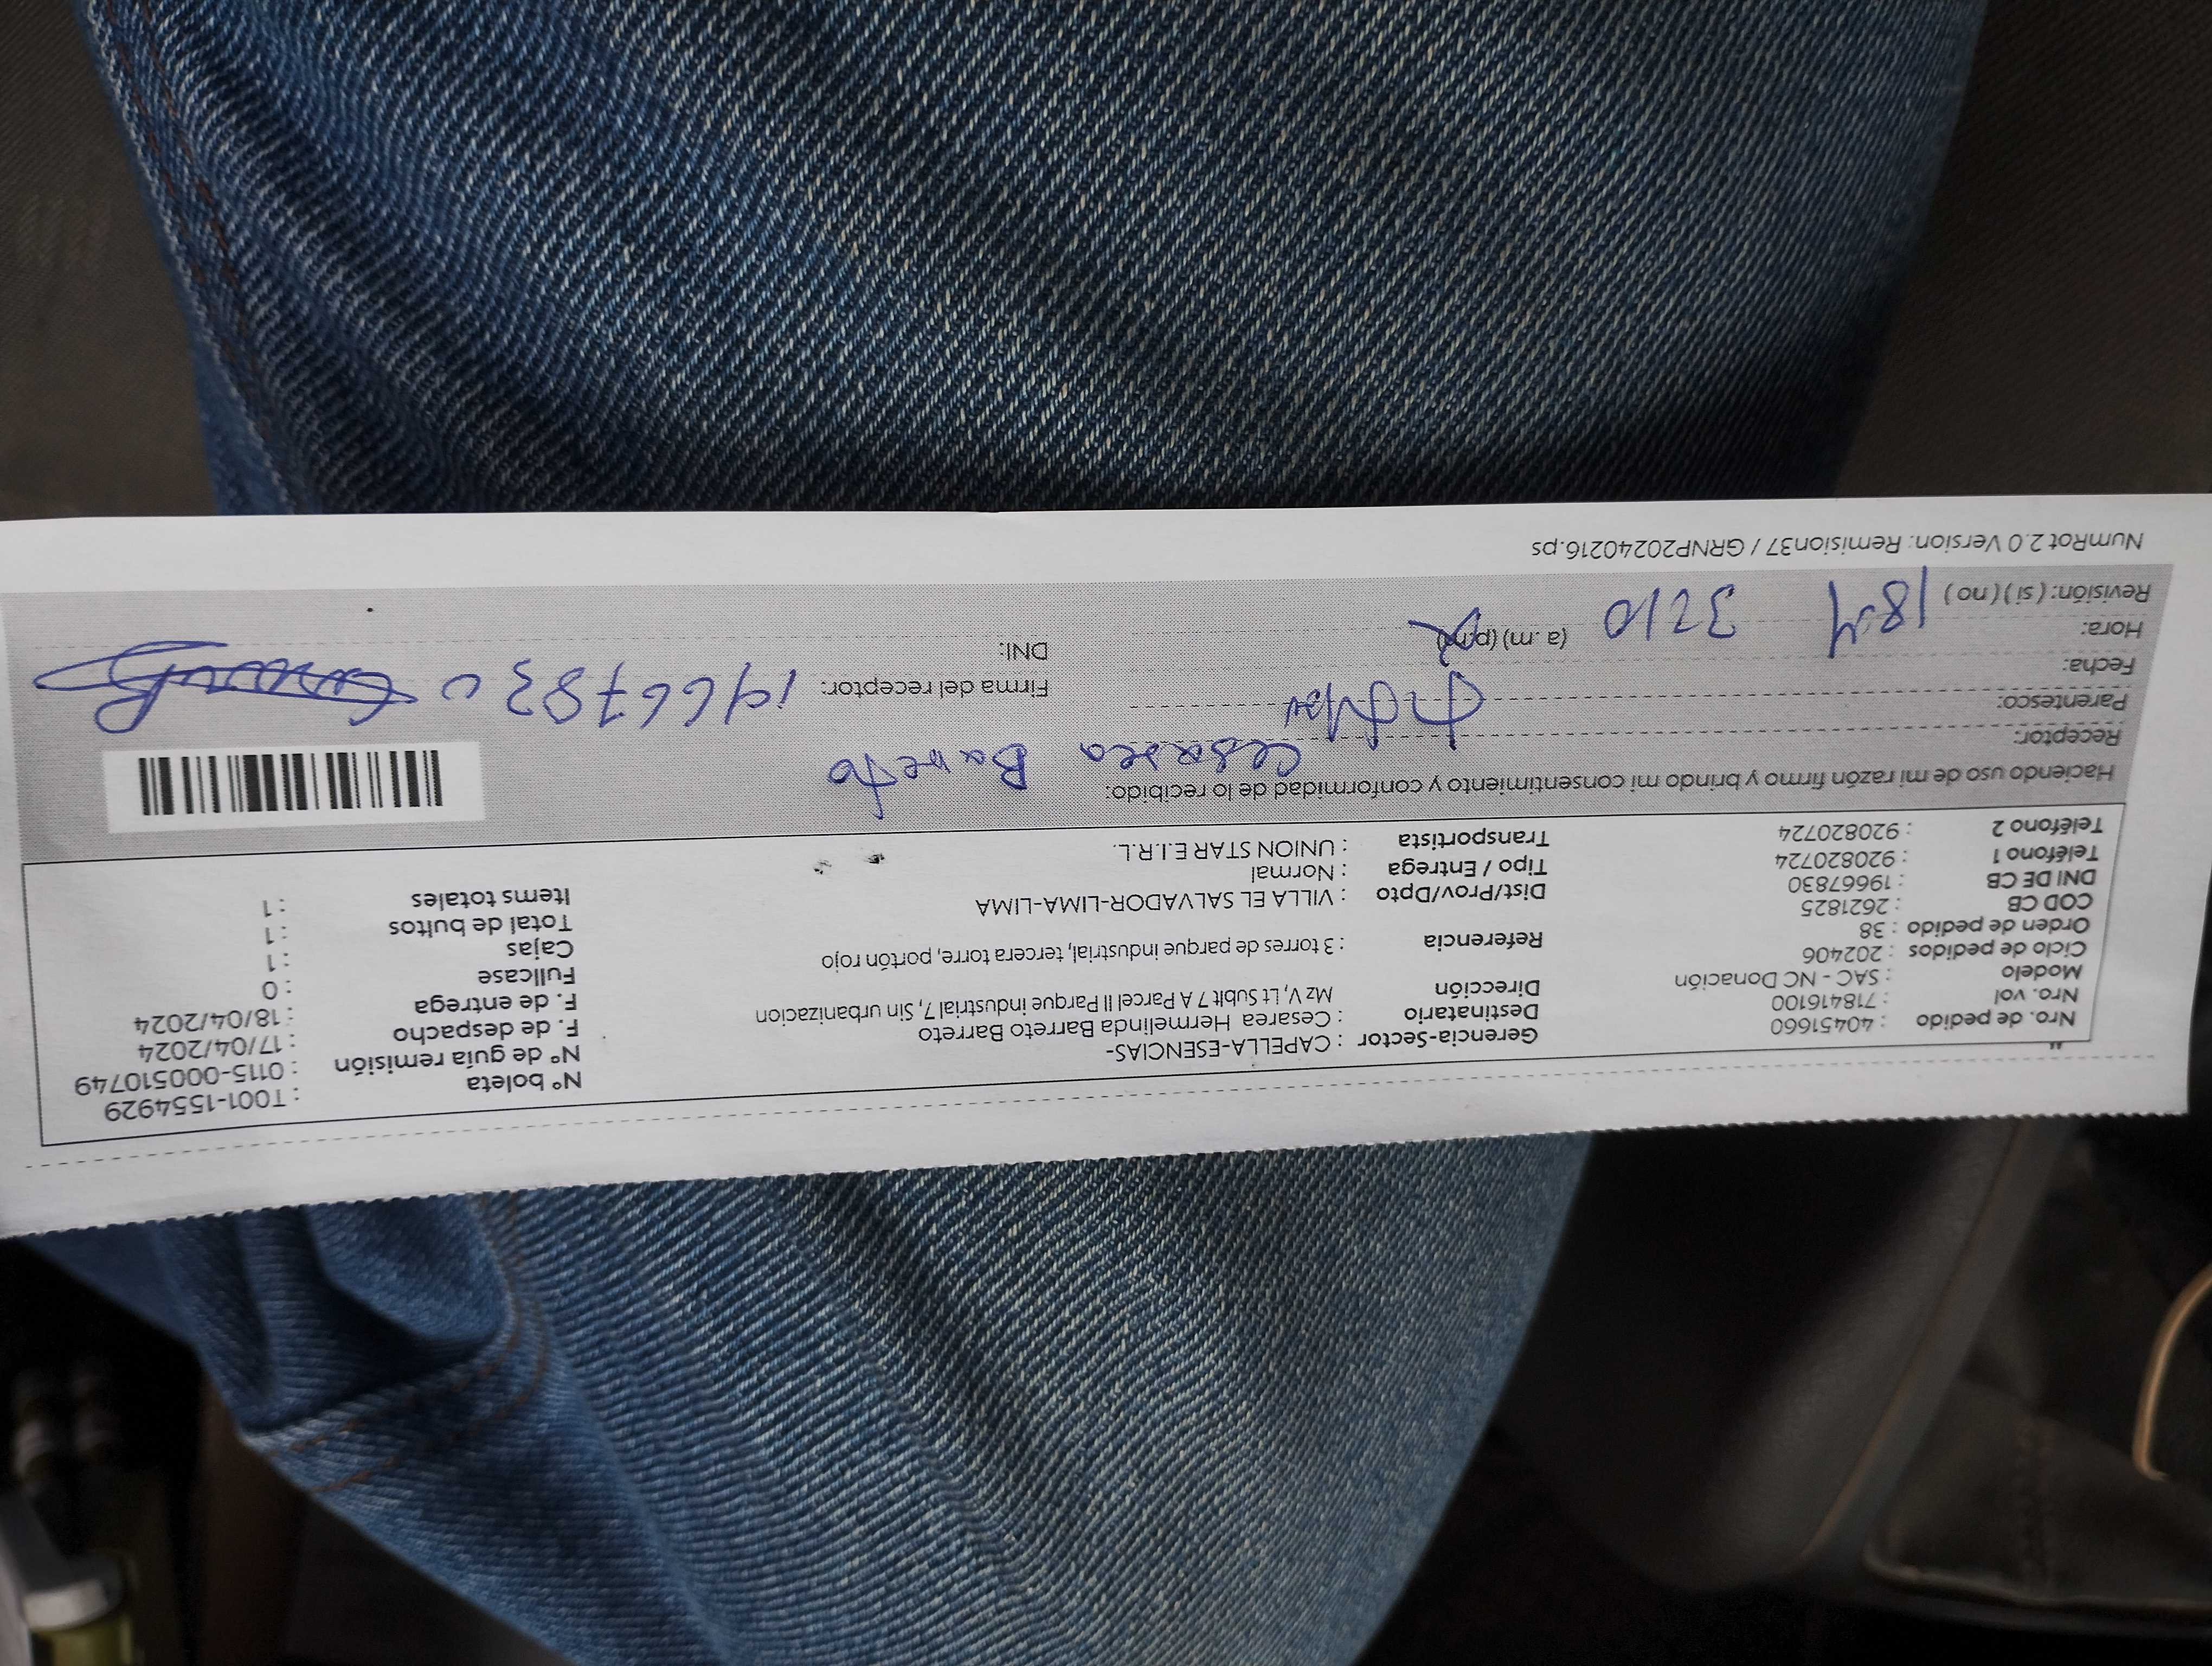 Nro. de pedido : 40451660
Nro. vol : 718416100
Modelo : SAC - NC Donación
Ciclo de pedidos : 202406
Orden de pedido : 38
COD CB : 2621825
DNI DE CB : 19667830
Teléfono 1 : 920820724
Teléfono 2 : 920820724
Gerencia-Sector : CAPELLA-ESENCIAS-
Destinatario : Cesarea Hermelinda Barreto Barreto
Dirección Mz V, Lt Sublt 7 A Parcel II Parque industrial 7, Sin urbanizacion
Referencia : 3 torres de parque industrial, tercera torre, portón rojo
Dist/Prov/Dpto : VILLA EL SALVADOR-LIMA-LIMA
Tipo / Entrega : Normal
Transportista : UNION STAR E.I.R.L.
Nº boleta : T001-1554929
Nº de guía remisión : 0115-000510749
F. de despacho : 17/04/2024
F. de entrega : 18/04/2024
Fullcase : 0
Cajas : 1
Total de bultos : 1
Items totales : 1
Haciendo uso de mi razón firmo y brindo mi consentimiento y conformidad de lo recibido:
Receptor: Cesarea Barreto
Parentesco:
Fecha: 18-4
Hora: 3210 (a.m) (p.m)
Revisión: (si) (no)
Firma del receptor:
DNI: 19667830
NumRot 2.0 Version: Remision37 / GRNP20240216.ps